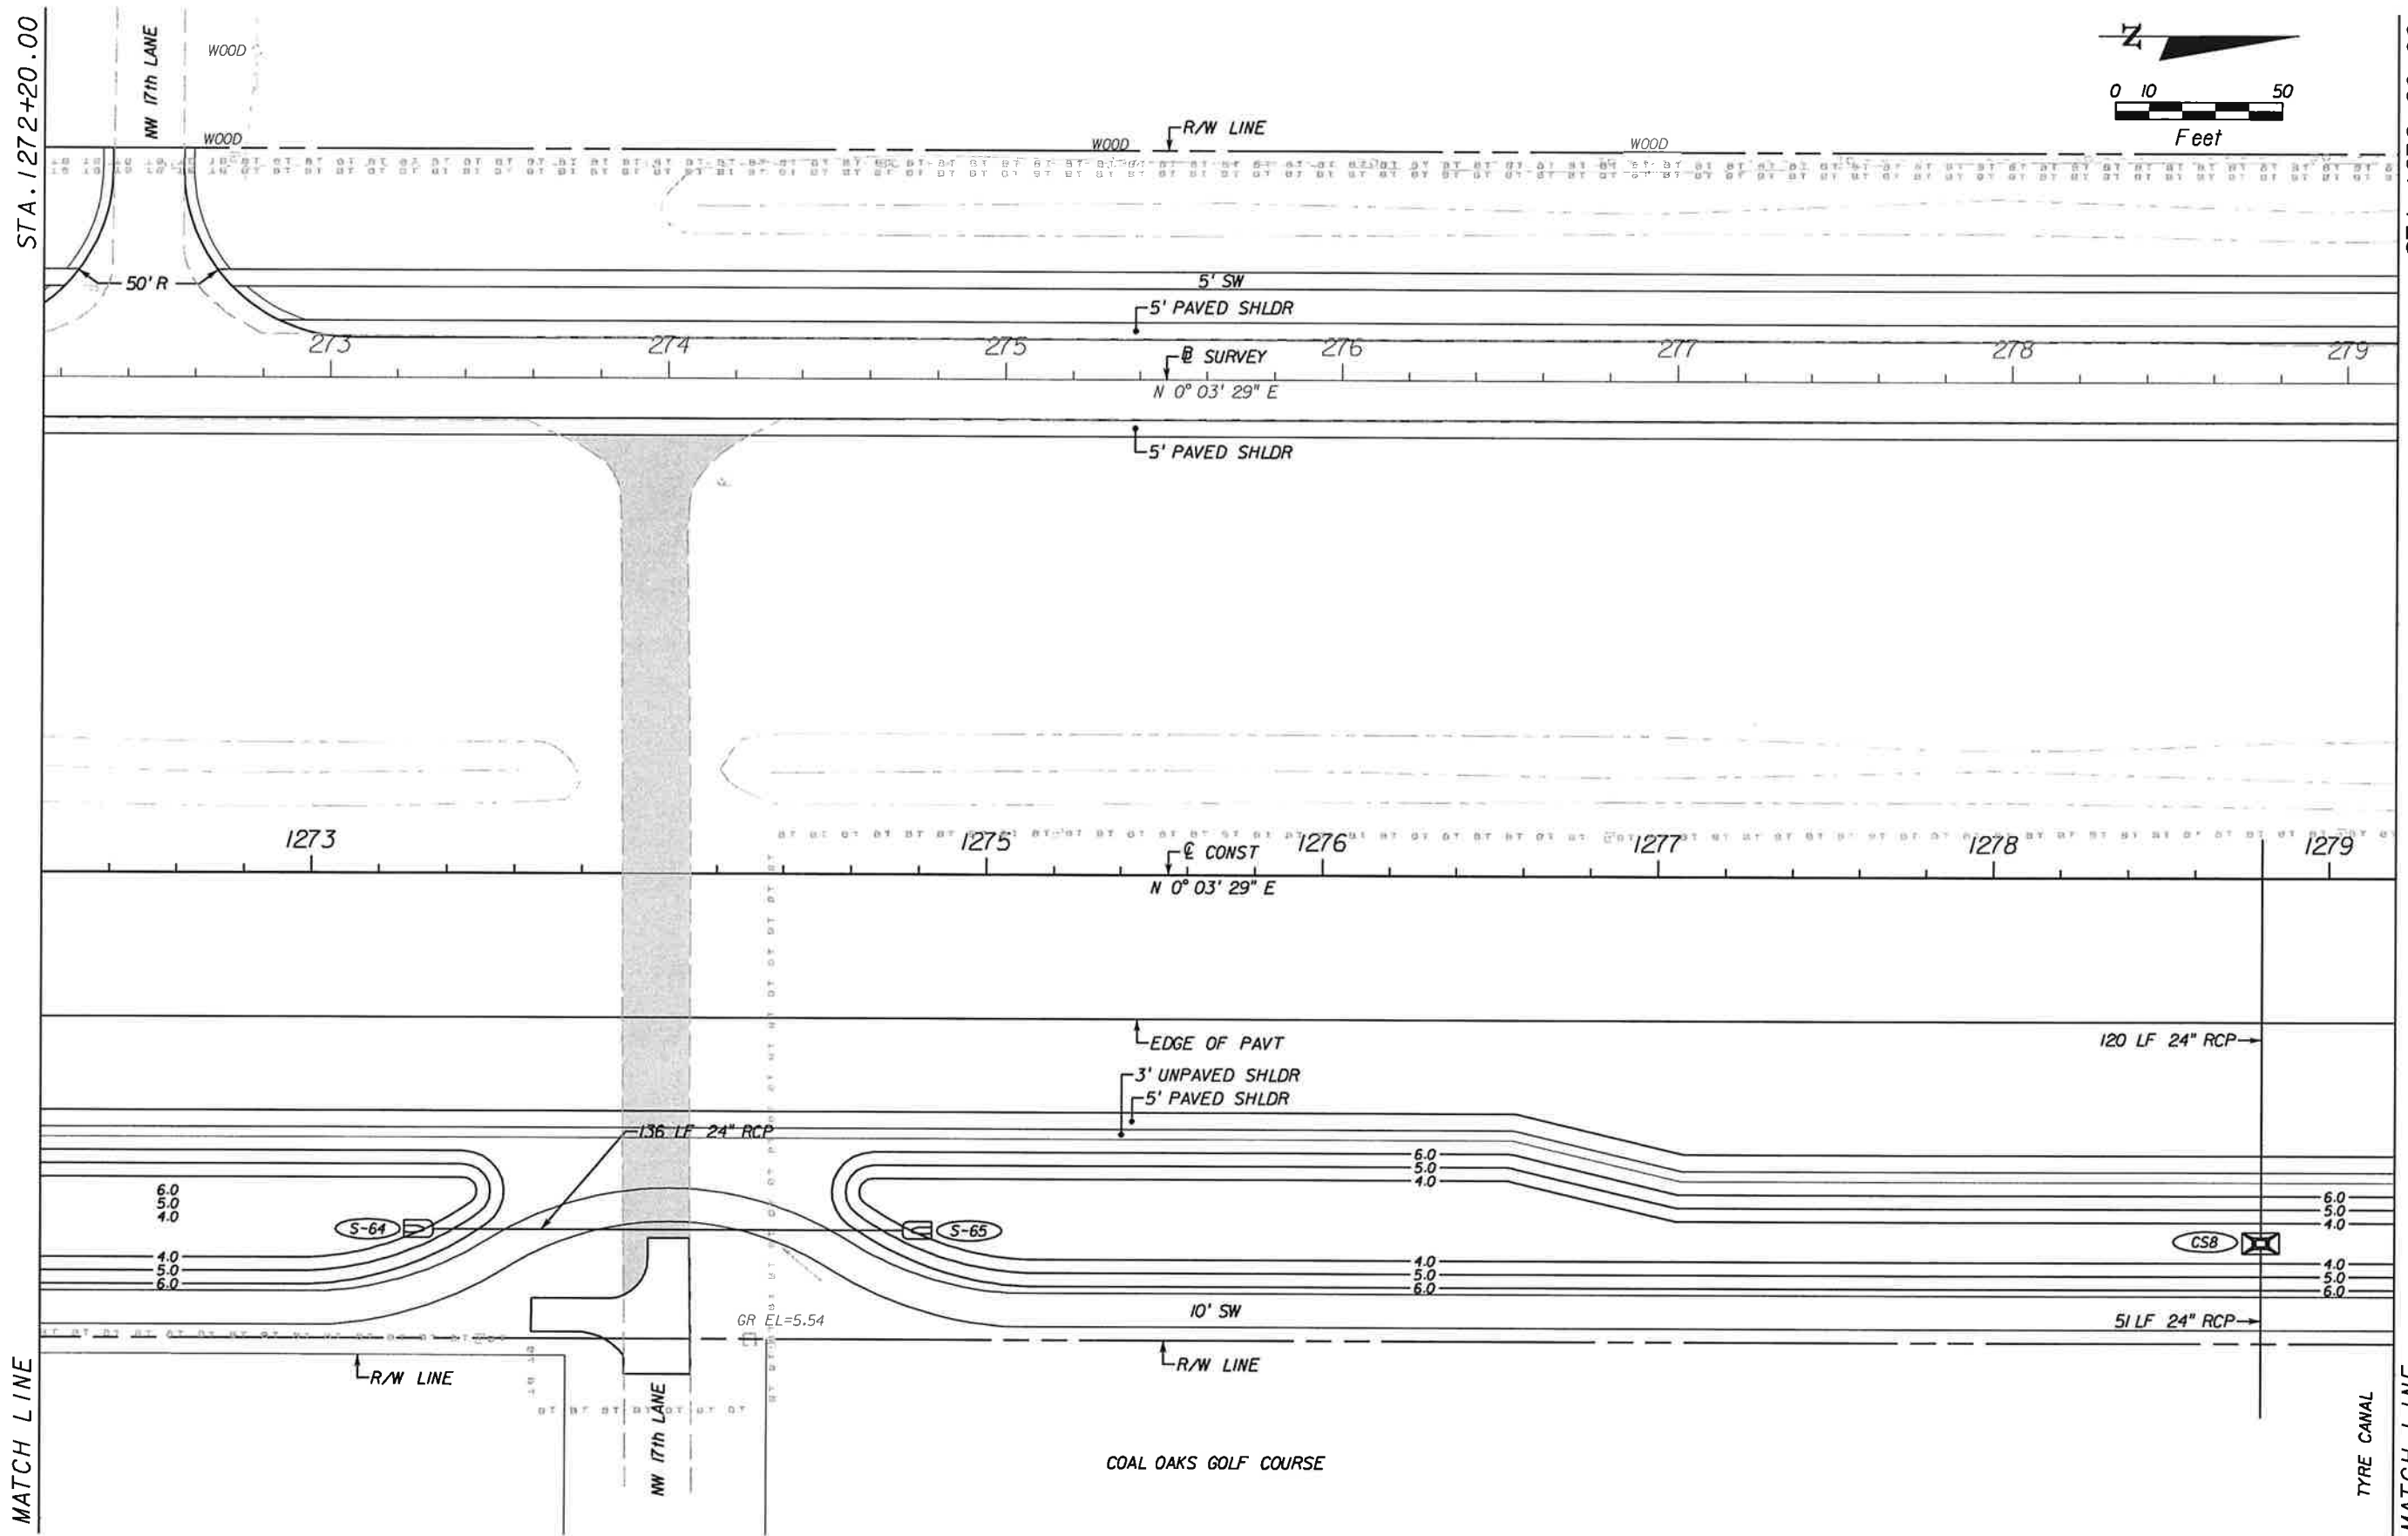 STA. 1272+20.00
NW 17th LANE
WOOD
WOOD
R/W LINE
WOOD
WOOD
N
0 10 50
Feet
50' R
5' SW
5' PAVED SHLDR
273 274 275 276 277 278 279
℄ SURVEY
N 0° 03' 29" E
5' PAVED SHLDR
1273 1275 1276 1277 1278 1279
℄ CONST
N 0° 03' 29" E
EDGE OF PAVT
120 LF 24" RCP
3' UNPAVED SHLDR
5' PAVED SHLDR
136 LF 24" RCP
6.0
5.0
4.0
6.0
5.0
4.0
6.0
5.0
4.0
S-64
S-65
CS8
4.0
5.0
6.0
4.0
5.0
6.0
4.0
5.0
6.0
10' SW
GR EL=5.54
51 LF 24" RCP
R/W LINE
R/W LINE
NW 17th LANE
COAL OAKS GOLF COURSE
TYRE CANAL
MATCH LINE
MATCH LINE